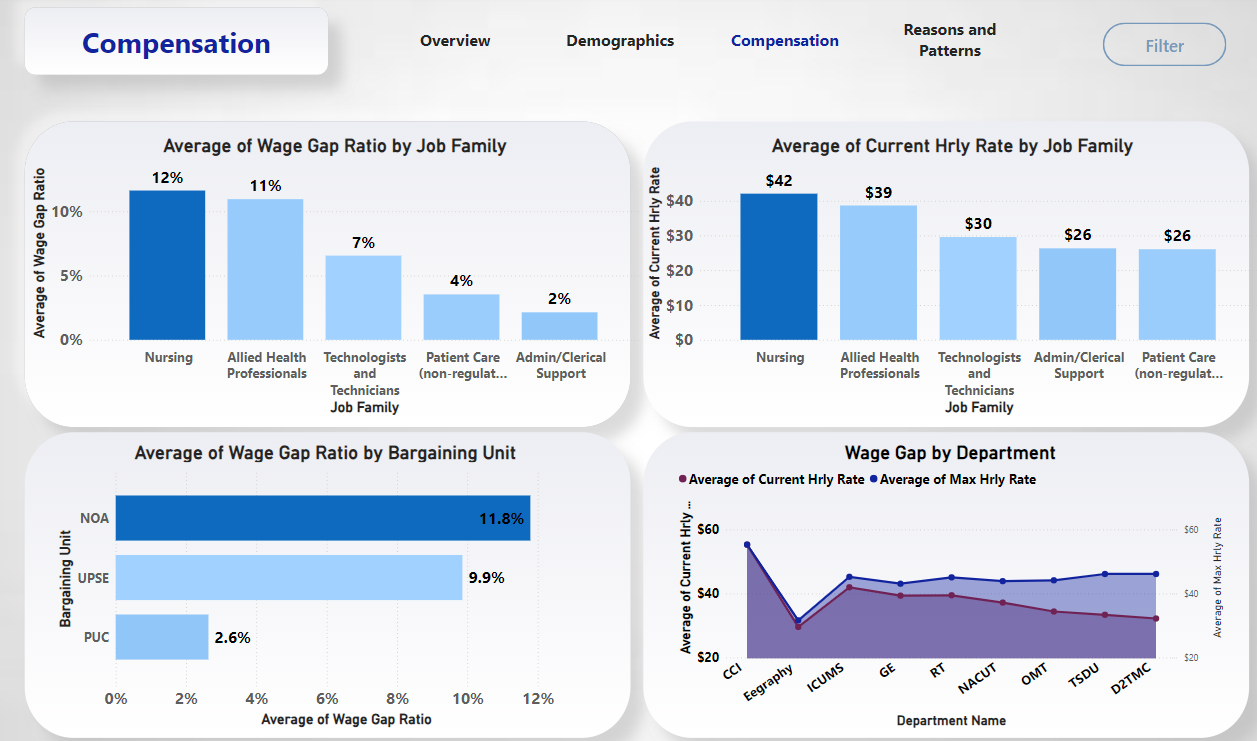 Compensation
Overview
Demographics
Compensation
Reasons and
Patterns
Filter
Average of Wage Gap Ratio by Job Family
Average of Wage Gap Ratio
10%
5%
0%
12%
11%
7%
4%
2%
Nursing
Allied Health
Professionals
Technologists
and
Technicians
Patient Care
(non-regulat...
Admin/Clerical
Support
Job Family
Average of Current Hrly Rate by Job Family
Average of Current Hrly Rate
$40
$30
$20
$10
$0
$42
$39
$30
$26
$26
Nursing
Allied Health
Professionals
Technologists
and
Technicians
Admin/Clerical
Support
Patient Care
(non-regulat...
Job Family
Average of Wage Gap Ratio by Bargaining Unit
Bargaining Unit
NOA
11.8%
UPSE
9.9%
PUC
2.6%
0%
2%
4%
6%
8%
10%
12%
Average of Wage Gap Ratio
Wage Gap by Department
Average of Current Hrly Rate
Average of Max Hrly Rate
Average of Current Hrly ...
$60
$40
$20
$60
$40
$20
Average of Max Hrly Rate
CCI
Eegraphy
ICUMS
GE
RT
NACUT
OMT
TSDU
D2TMC
Department Name